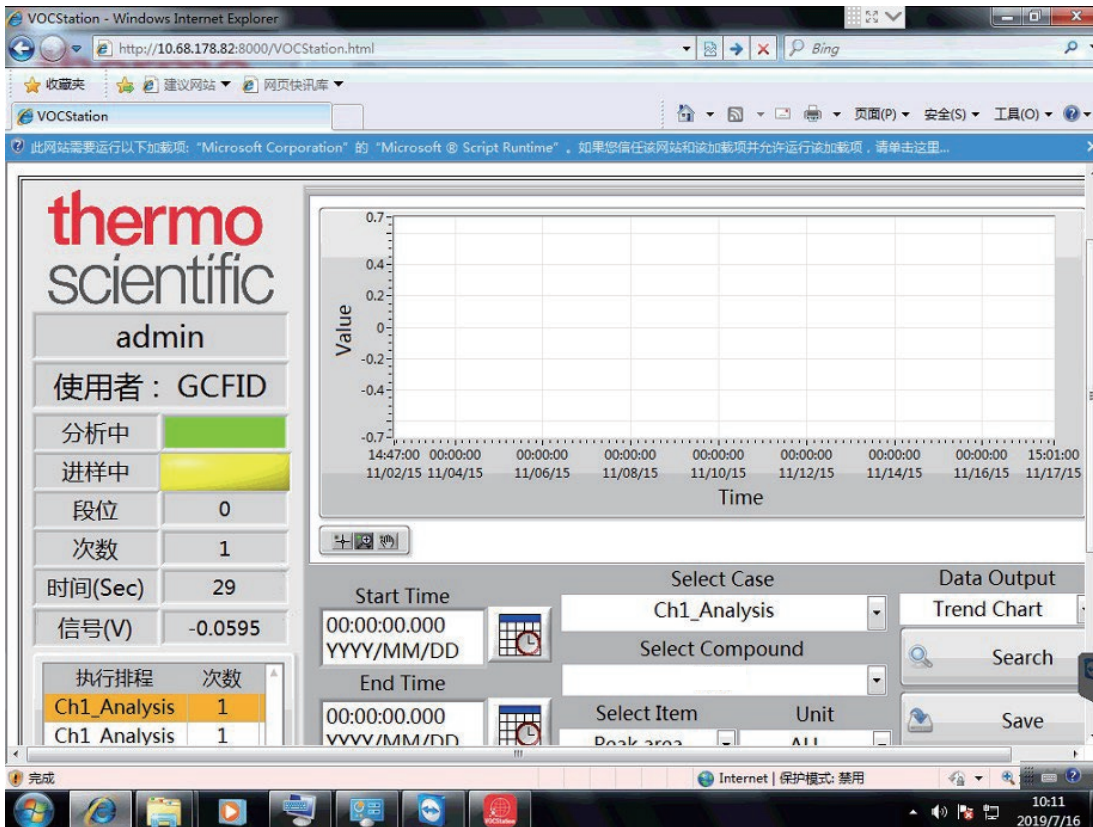 VOCStation - Windows Internet Explorer
http://10.68.178.82:8000/VOCStation.html
Bing
收藏夹 建议网站 网页快讯库
VOCStation
页面(P) 安全(S) 工具(O)
此网站需要运行以下加载项: "Microsoft Corporation" 的 "Microsoft ® Script Runtime"。如果您信任该网站和该加载项并允许运行该加载项，请单击这里...
thermo
scientific
admin
使用者： GCFID
分析中
进样中
段位 0
次数 1
时间(Sec) 29
信号(V) -0.0595
执行排程 次数
Ch1_Analysis 1
Ch1_Analysis 1
Value
0.7
0.4
0.2
0
-0.2
-0.4
-0.7
14:47:00 00:00:00 00:00:00 00:00:00 00:00:00 00:00:00 00:00:00 00:00:00 15:01:00
11/02/15 11/04/15 11/06/15 11/08/15 11/10/15 11/12/15 11/14/15 11/16/15 11/17/15
Time
Start Time
00:00:00.000
YYYY/MM/DD
End Time
00:00:00.000
YYYY/MM/DD
Select Case
Ch1_Analysis
Select Compound
Select Item Unit
Peak area ALL
Data Output
Trend Chart
Search
Save
完成
Internet | 保护模式: 禁用
VOCStation
10:11
2019/7/16